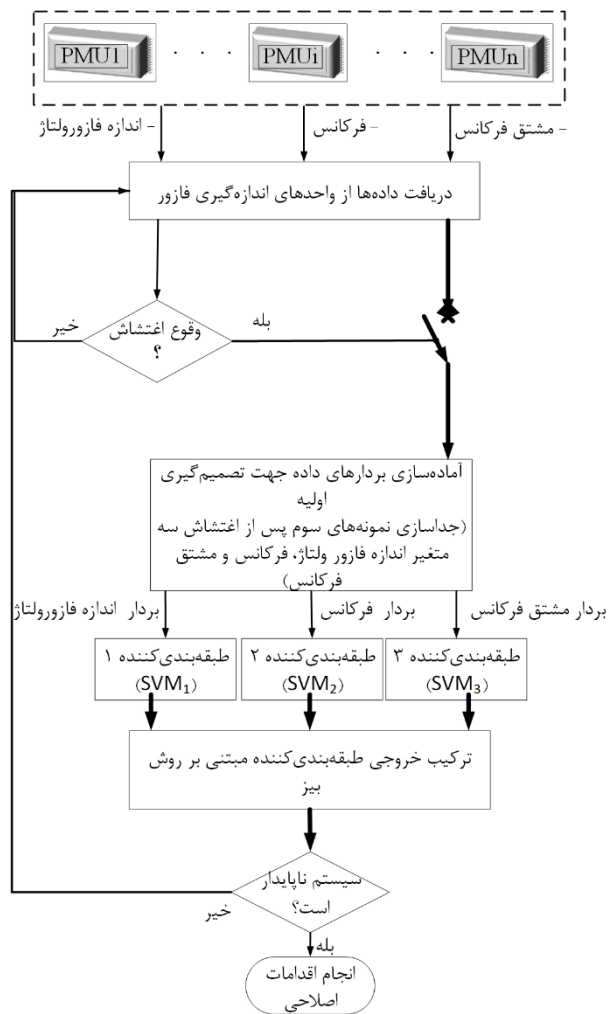 PMU1 . . . PMUi . . . PMUn
- اندازه فازورولتاژ
- فرکانس
- مشتق فرکانس
دریافت داده‌ها از واحدهای اندازه‌گیری فازور
وقوع اغتشاش
؟
خیر
بله
آماده‌سازی بردارهای داده جهت تصمیم‌گیری
اولیه
(جداسازی نمونه‌های سوم پس از اغتشاش سه
متغیر اندازه فازور ولتاژ، فرکانس و مشتق
فرکانس)
بردار اندازه فازورولتاژ
بردار فرکانس
بردار مشتق فرکانس
طبقه‌بندی‌کننده ۱
(SVM₁)
طبقه‌بندی‌کننده ۲
(SVM₂)
طبقه‌بندی‌کننده ۳
(SVM₃)
ترکیب خروجی طبقه‌بندی‌کننده مبتنی بر روش
بیز
سیستم ناپایدار
است؟
خیر
بله
انجام اقدامات
اصلاحی